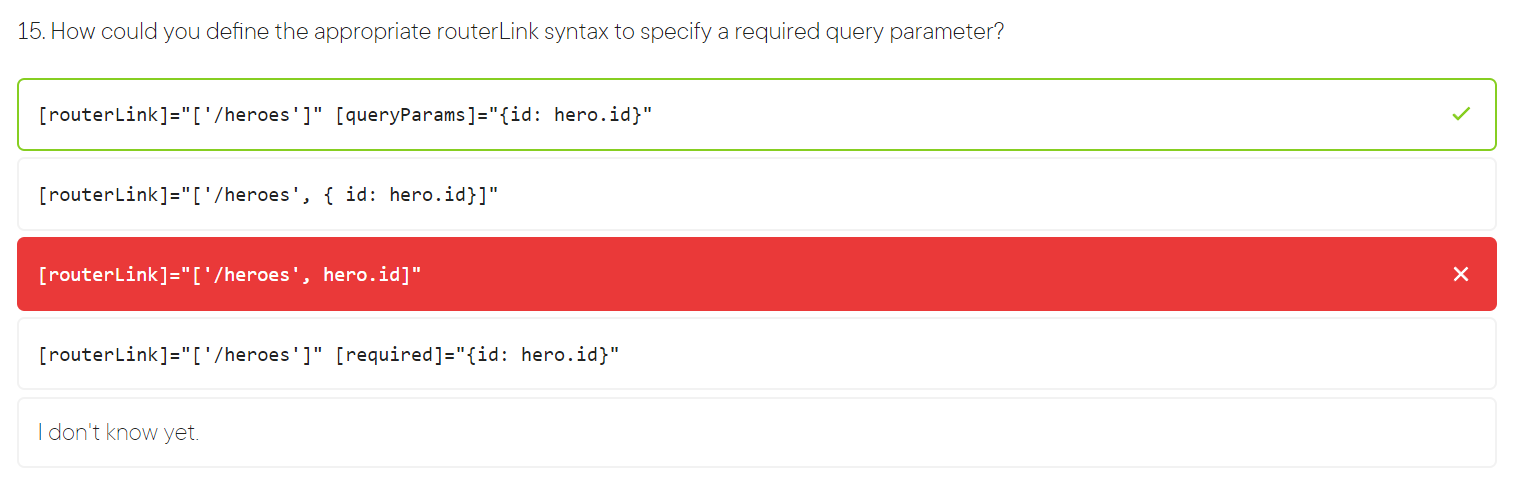 15. How could you define the appropriate routerLink syntax to specify a required query parameter?
[routerLink]="['/heroes']" [queryParams]="{id: hero.id}"
[routerLink]="['/heroes', { id: hero.id}]"
[routerLink]="['/heroes', hero.id]"
[routerLink]="['/heroes']" [required]="{id: hero.id}"
I don't know yet.